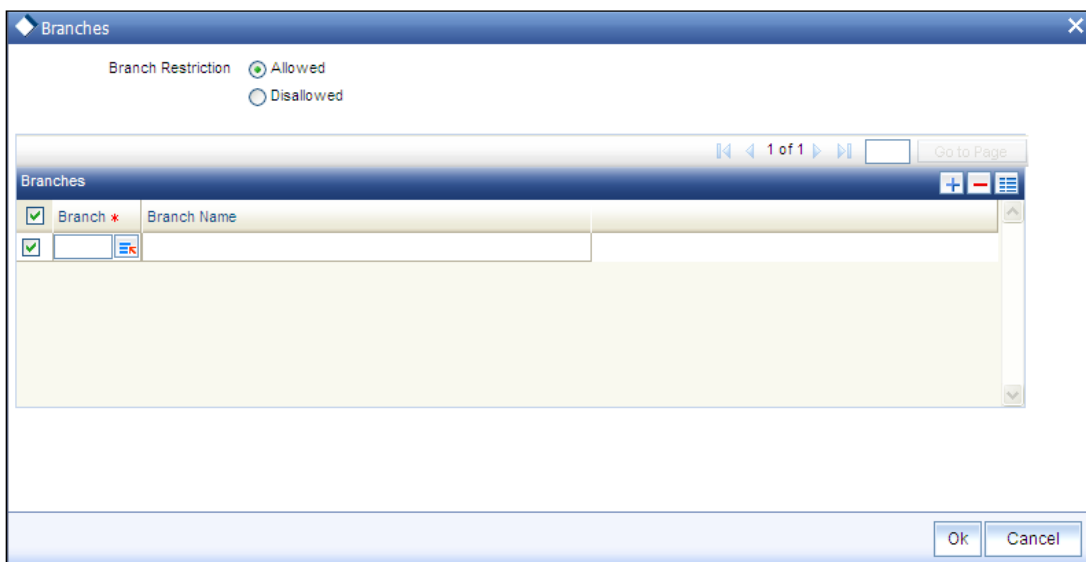 Branches
Branch Restriction Allowed
Disallowed
1 of 1 Go to Page
Branches
Branch * Branch Name
Ok Cancel